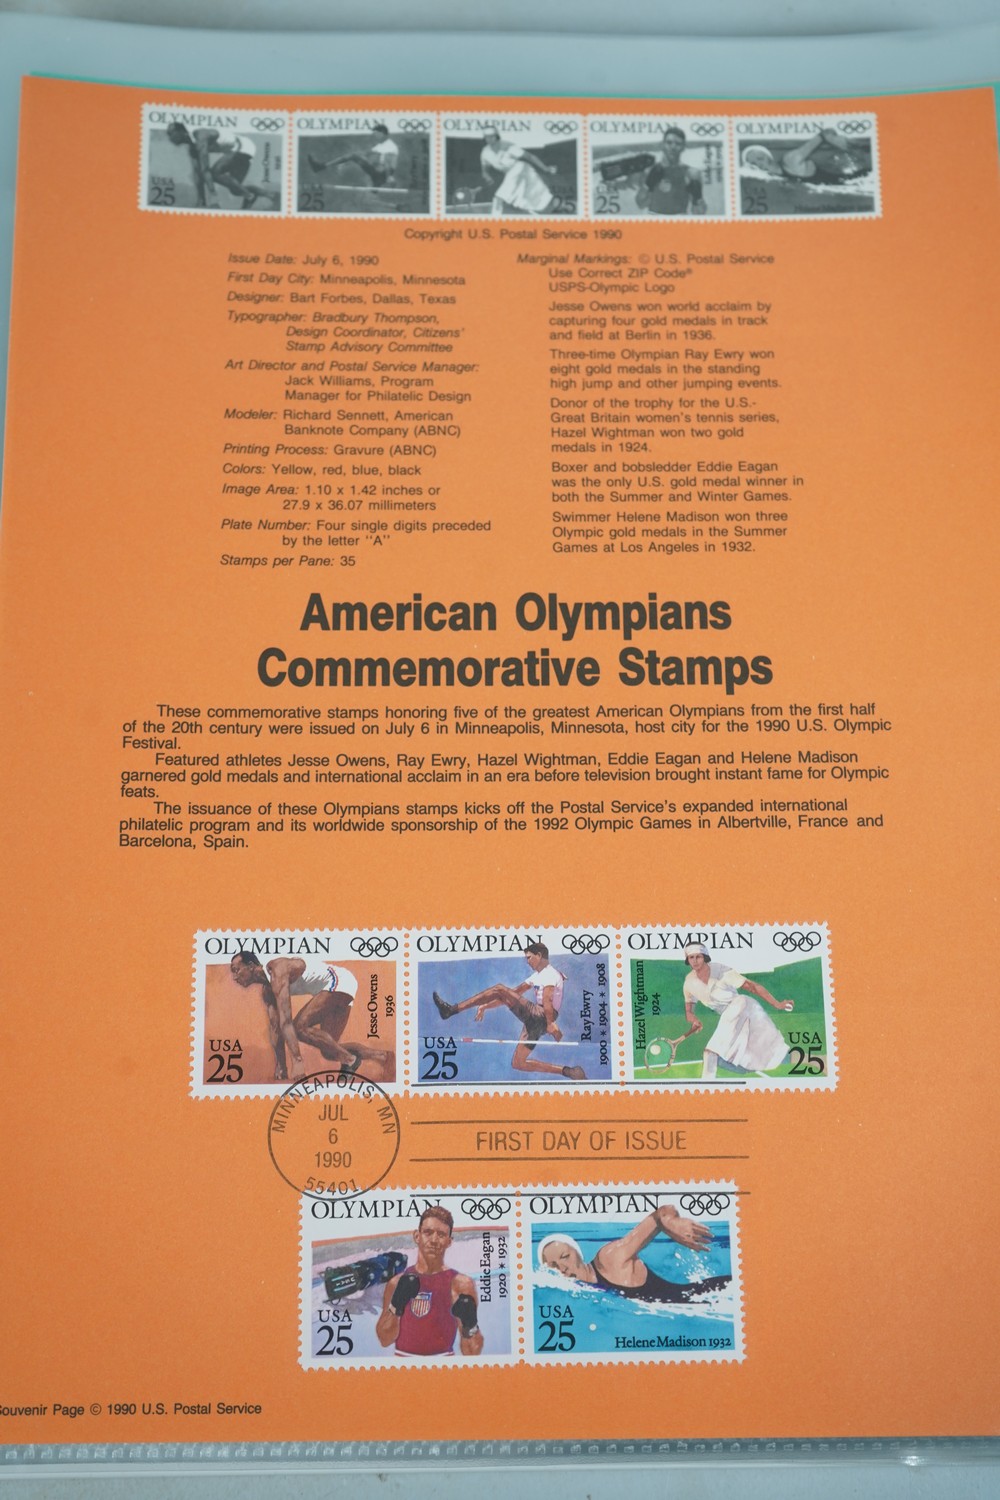 OLYMPIAN OLYMPIAN OLYMPIAN OLYMPIAN OLYMPIAN
Jesse Owens
USA
25 25 25 25 25
Copyright U.S. Postal Service 1990
Issue Date: July 6, 1990
First Day City: Minneapolis, Minnesota
Designer: Bart Forbes, Dallas, Texas
Typographer: Bradbury Thompson,
Design Coordinator, Citizens'
Stamp Advisory Committee
Art Director and Postal Service Manager:
Jack Williams, Program
Manager for Philatelic Design
Modeler: Richard Sennett, American
Banknote Company (ABNC)
Printing Process: Gravure (ABNC)
Colors: Yellow, red, blue, black
Image Area: 1.10 x 1.42 inches or
27.9 x 36.07 millimeters
Plate Number: Four single digits preceded
by the letter "A"
Stamps per Pane: 35
Marginal Markings: © U.S. Postal Service
Use Correct ZIP Code®
USPS-Olympic Logo
Jesse Owens won world acclaim by
capturing four gold medals in track
and field at Berlin in 1936.
Three-time Olympian Ray Ewry won
eight gold medals in the standing
high jump and other jumping events.
Donor of the trophy for the U.S.-
Great Britain women's tennis series,
Hazel Wightman won two gold
medals in 1924.
Boxer and bobsledder Eddie Eagan
was the only U.S. gold medal winner in
both the Summer and Winter Games.
Swimmer Helene Madison won three
Olympic gold medals in the Summer
Games at Los Angeles in 1932.
American Olympians
Commemorative Stamps
These commemorative stamps honoring five of the greatest American Olympians from the first half
of the 20th century were issued on July 6 in Minneapolis, Minnesota, host city for the 1990 U.S. Olympic
Festival.
Featured athletes Jesse Owens, Ray Ewry, Hazel Wightman, Eddie Eagan and Helene Madison
garnered gold medals and international acclaim in an era before television brought instant fame for Olympic
feats.
The issuance of these Olympians stamps kicks off the Postal Service's expanded international
philatelic program and its worldwide sponsorship of the 1992 Olympic Games in Albertville, France and
Barcelona, Spain.
OLYMPIAN
Jesse Owens
1936
USA
25
OLYMPIAN
Ray Ewry
1900 * 1904 * 1908
USA
25
OLYMPIAN
Hazel Wightman
1924
USA
25
MINNEAPOLIS, MN
JUL
6
1990
55401
FIRST DAY OF ISSUE
OLYMPIAN
Eddie Eagan
1920 * 1932
USA
25
OLYMPIAN
USA
25
Helene Madison 1932
Souvenir Page © 1990 U.S. Postal Service